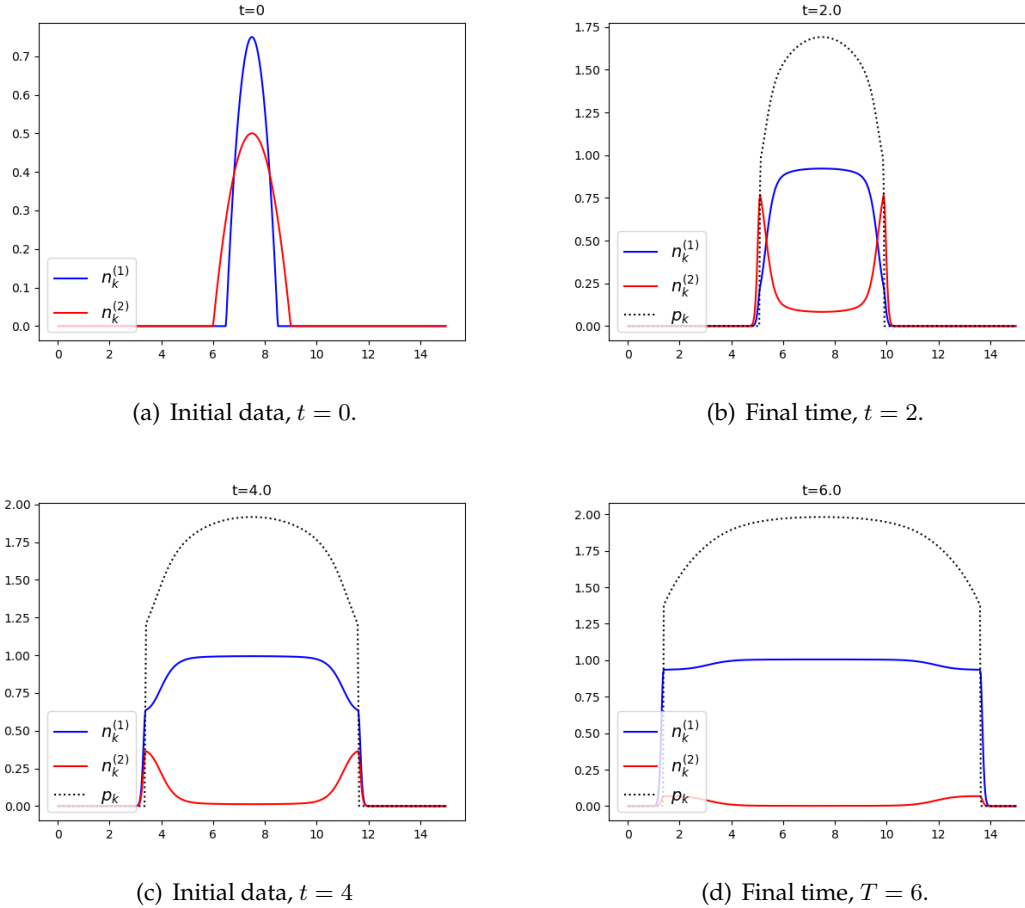 t=0
0.7
0.6
0.5
0.4
0.3
0.2
0.1
0.0
n_k^{(1)}
n_k^{(2)}
0 2 4 6 8 10 12 14
(a) Initial data, t = 0.
t=2.0
1.75
1.50
1.25
1.00
0.75
0.50
0.25
0.00
n_k^{(1)}
n_k^{(2)}
p_k
0 2 4 6 8 10 12 14
(b) Final time, t = 2.
t=4.0
2.00
1.75
1.50
1.25
1.00
0.75
0.50
0.25
0.00
n_k^{(1)}
n_k^{(2)}
p_k
0 2 4 6 8 10 12 14
(c) Initial data, t = 4
t=6.0
2.00
1.75
1.50
1.25
1.00
0.75
0.50
0.25
0.00
n_k^{(1)}
n_k^{(2)}
p_k
0 2 4 6 8 10 12 14
(d) Final time, T = 6.